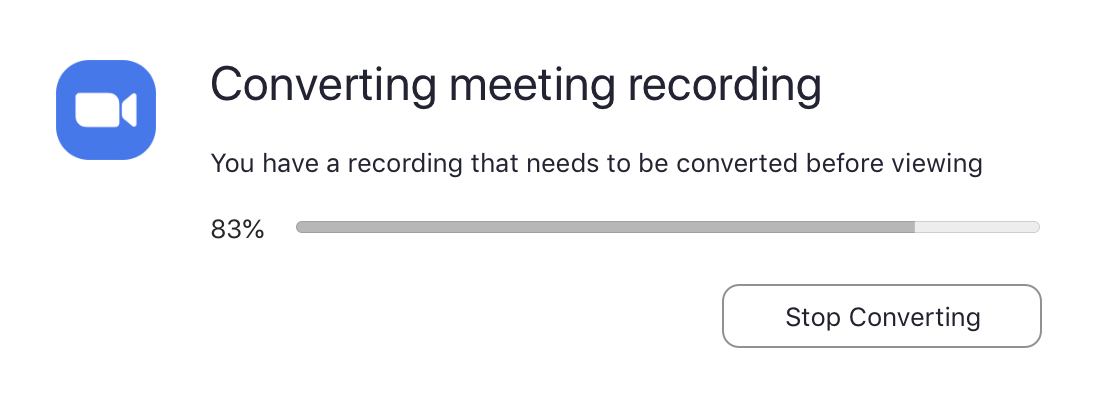 Converting meeting recording
You have a recording that needs to be converted before viewing
83%
Stop Converting